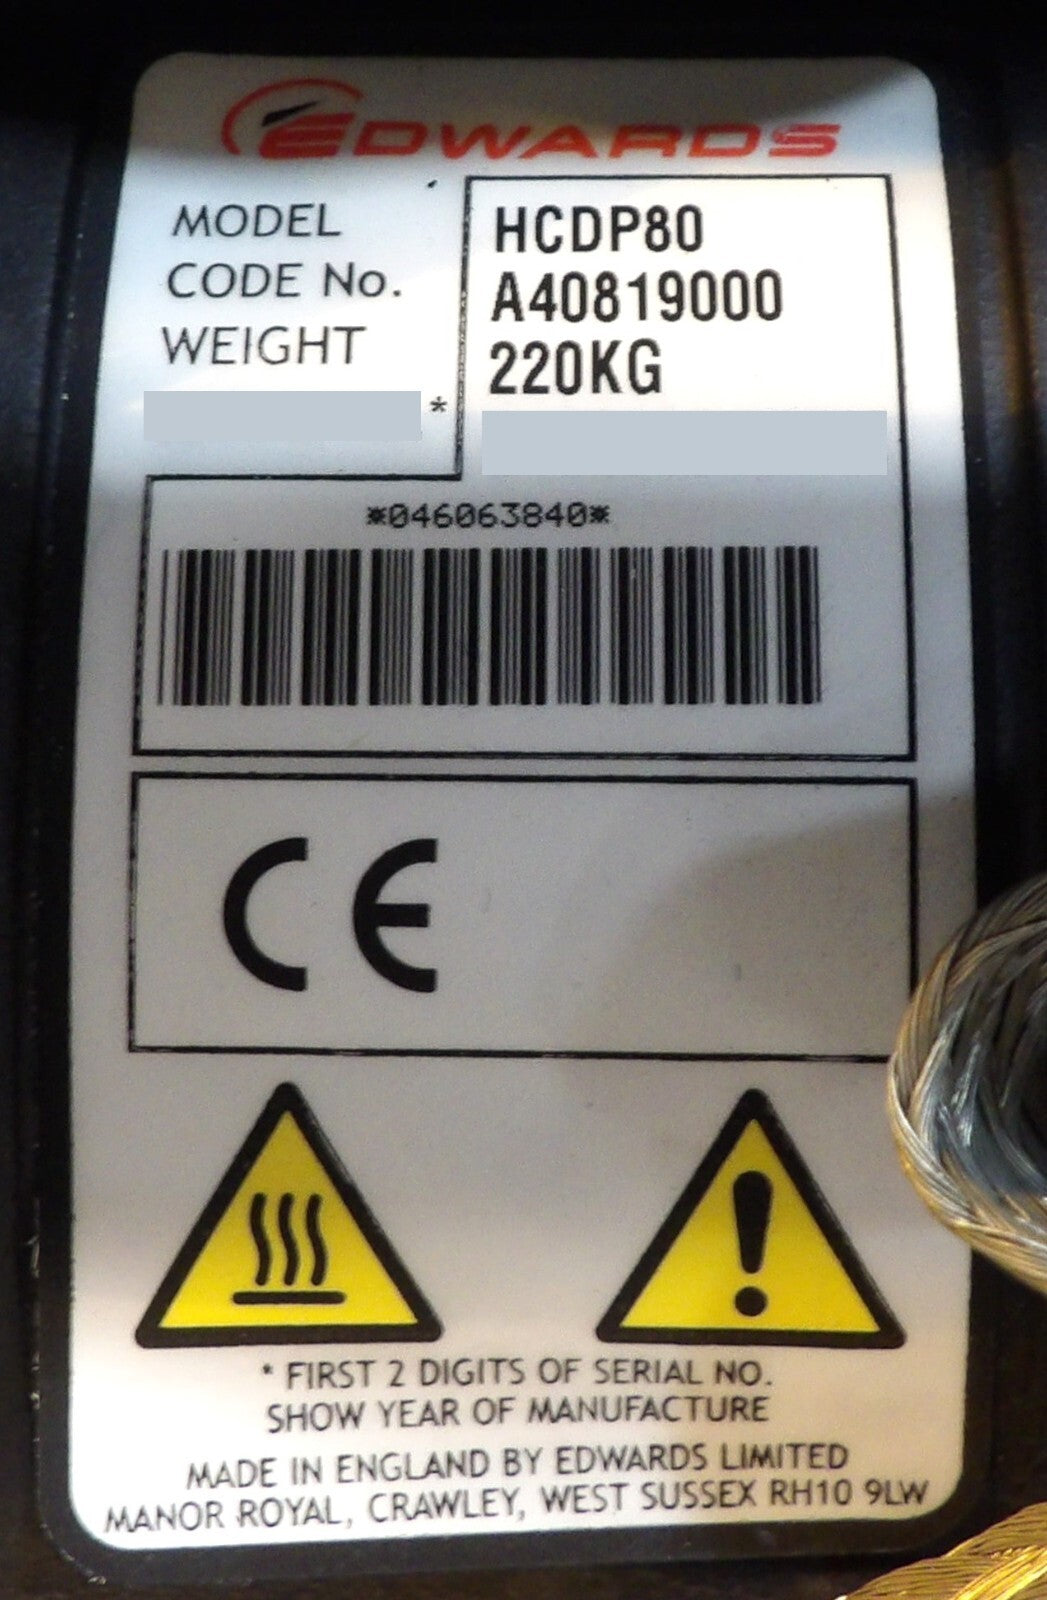 EDWARDS
MODEL HCDP80
CODE No. A40819000
WEIGHT 220KG
*
*046063840*
CE
* FIRST 2 DIGITS OF SERIAL NO.
SHOW YEAR OF MANUFACTURE
MADE IN ENGLAND BY EDWARDS LIMITED
MANOR ROYAL, CRAWLEY, WEST SUSSEX RH10 9LW